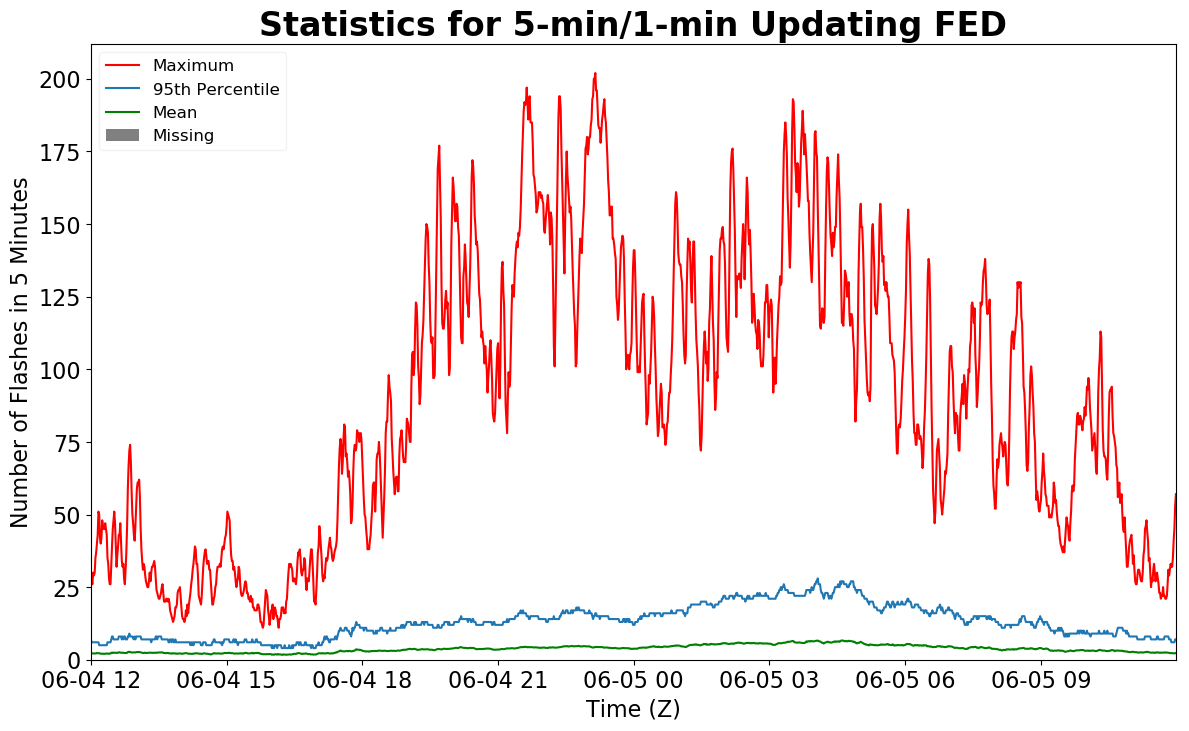 Statistics for 5-min/1-min Updating FED
Maximum
95th Percentile
Mean
Missing
Number of Flashes in 5 Minutes
200
175
150
125
100
75
50
25
0
06-04 12 06-04 15 06-04 18 06-04 21 06-05 00 06-05 03 06-05 06 06-05 09
Time (Z)